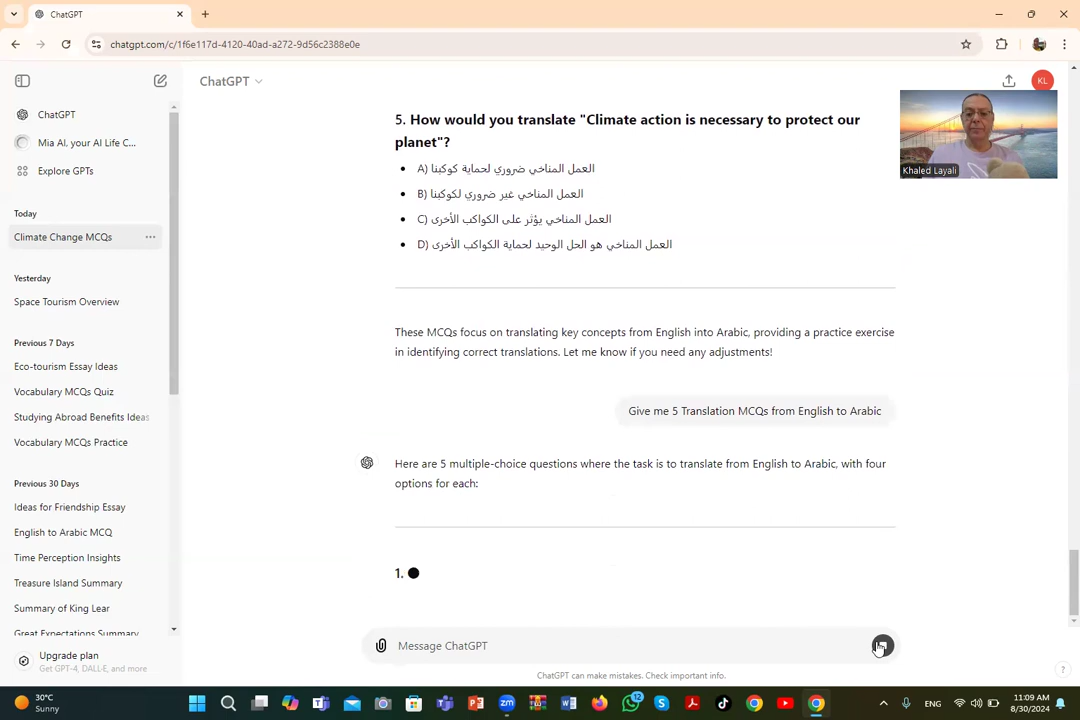 ChatGPT
chatgpt.com/c/1f6e117d-4120-40ad-a272-9d56c2388e0e
ChatGPT
KL
ChatGPT
Mia AI, your AI Life C...
Explore GPTs
Today
Climate Change MCQs
Yesterday
Space Tourism Overview
Previous 7 Days
Eco-tourism Essay Ideas
Vocabulary MCQs Quiz
Studying Abroad Benefits Ideas
Vocabulary MCQs Practice
Previous 30 Days
Ideas for Friendship Essay
English to Arabic MCQ
Time Perception Insights
Treasure Island Summary
Summary of King Lear
Great Expectations Summary
Upgrade plan
Get GPT-4, DALL·E, and more
Khaled Layali
5. How would you translate "Climate action is necessary to protect our
planet"?
A) العمل المناخي ضروري لحماية كوكبنا
B) العمل المناخي غير ضروري لكوكبنا
C) العمل المناخي يؤثر على الكواكب الأخرى
D) العمل المناخي هو الحل الوحيد لحماية الكواكب الأخرى
These MCQs focus on translating key concepts from English into Arabic, providing a practice exercise
in identifying correct translations. Let me know if you need any adjustments!
Give me 5 Translation MCQs from English to Arabic
Here are 5 multiple-choice questions where the task is to translate from English to Arabic, with four
options for each:
1.
Message ChatGPT
ChatGPT can make mistakes. Check important info.
?
30°C
Sunny
12
ENG
11:09 AM
8/30/2024